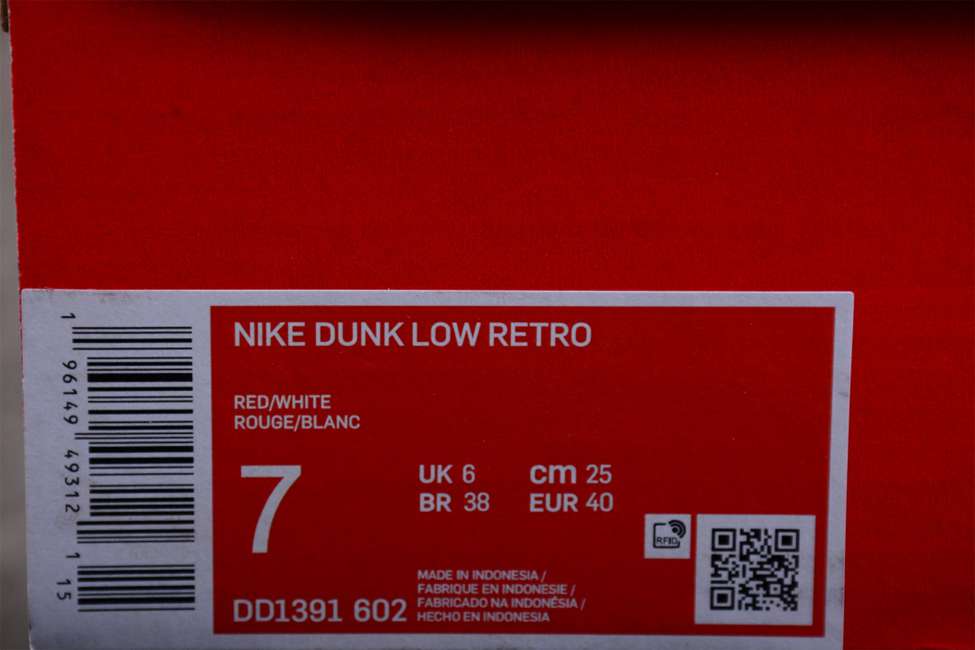 NIKE DUNK LOW RETRO
RED/WHITE
ROUGE/BLANC
7
UK 6
cm 25
BR 38
EUR 40
RFID
MADE IN INDONESIA /
FABRIQUE EN INDONESIE /
FABRICADO NA INDONÉSIA /
HECHO EN INDONESIA
DD1391 602
1 96149 49312 1 15